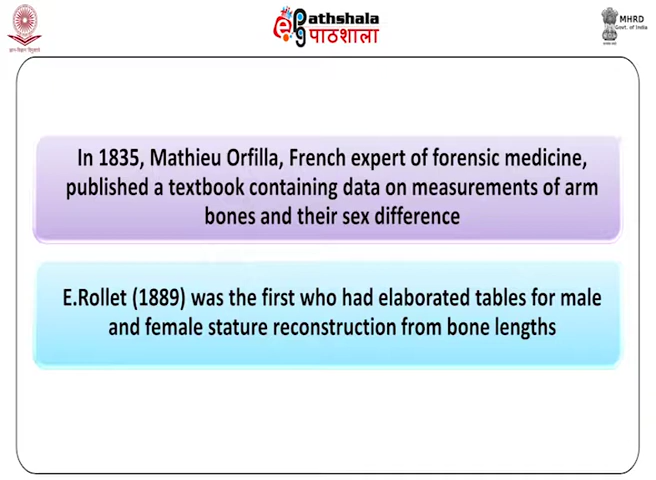 ePathshala
पाठशाला
MHRD
Govt. of India
In 1835, Mathieu Orfilla, French expert of forensic medicine,
published a textbook containing data on measurements of arm
bones and their sex difference
E.Rollet (1889) was the first who had elaborated tables for male
and female stature reconstruction from bone lengths